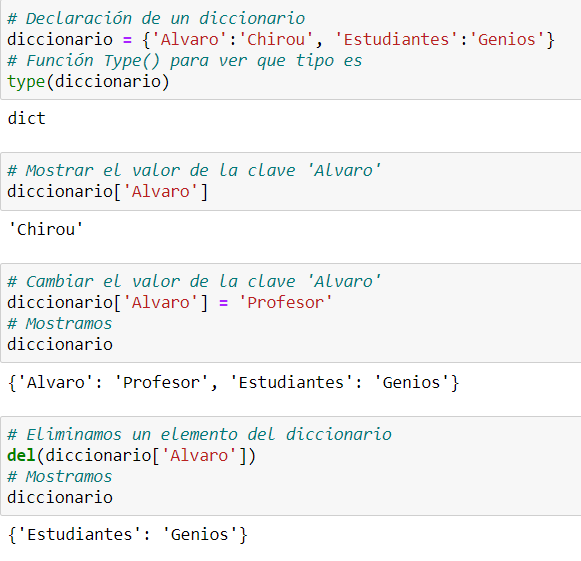 # Declaración de un diccionario
diccionario = {'Alvaro':'Chirou', 'Estudiantes':'Genios'}
# Función Type() para ver que tipo es
type(diccionario)
dict
# Mostrar el valor de la clave 'Alvaro'
diccionario['Alvaro']
'Chirou'
# Cambiar el valor de la clave 'Alvaro'
diccionario['Alvaro'] = 'Profesor'
# Mostramos
diccionario
{'Alvaro': 'Profesor', 'Estudiantes': 'Genios'}
# Eliminamos un elemento del diccionario
del(diccionario['Alvaro'])
# Mostramos
diccionario
{'Estudiantes': 'Genios'}